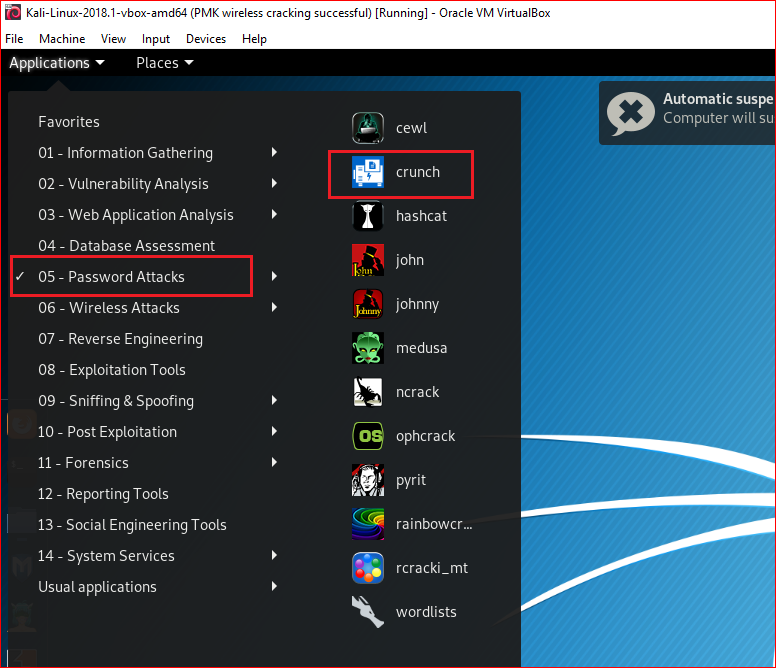 Kali-Linux-2018.1-vbox-amd64 (PMK wireless cracking successful) [Running] - Oracle VM VirtualBox
File Machine View Input Devices Help
Applications Places
Automatic suspe
Computer will su
Favorites
01 - Information Gathering
02 - Vulnerability Analysis
03 - Web Application Analysis
04 - Database Assessment
✓ 05 - Password Attacks
06 - Wireless Attacks
07 - Reverse Engineering
08 - Exploitation Tools
09 - Sniffing & Spoofing
10 - Post Exploitation
11 - Forensics
12 - Reporting Tools
13 - Social Engineering Tools
14 - System Services
Usual applications
cewl
crunch
hashcat
john
johnny
medusa
ncrack
ophcrack
pyrit
rainbowcr...
rcracki_mt
wordlists
John
Johnny
OS